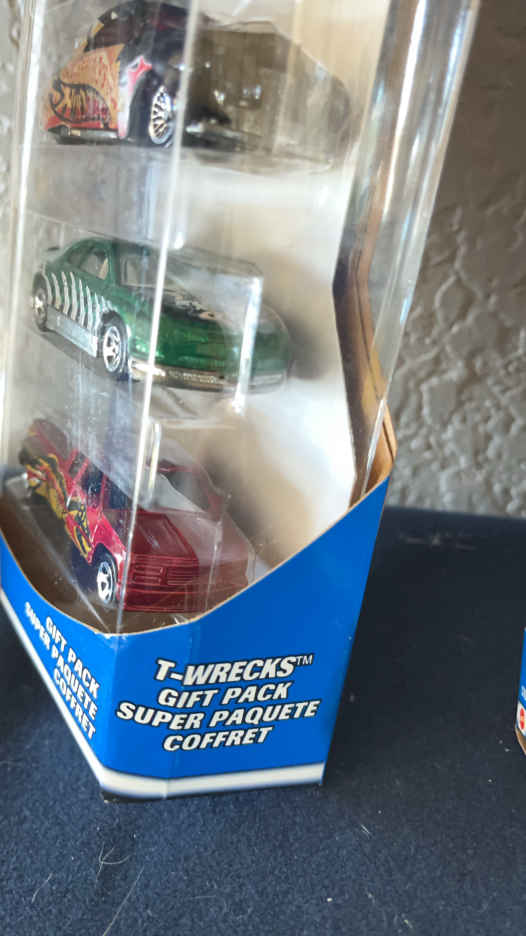 GIFT PACK
SUPER PAQUETE
COFFRET
T-WRECKS™
GIFT PACK
SUPER PAQUETE
COFFRET